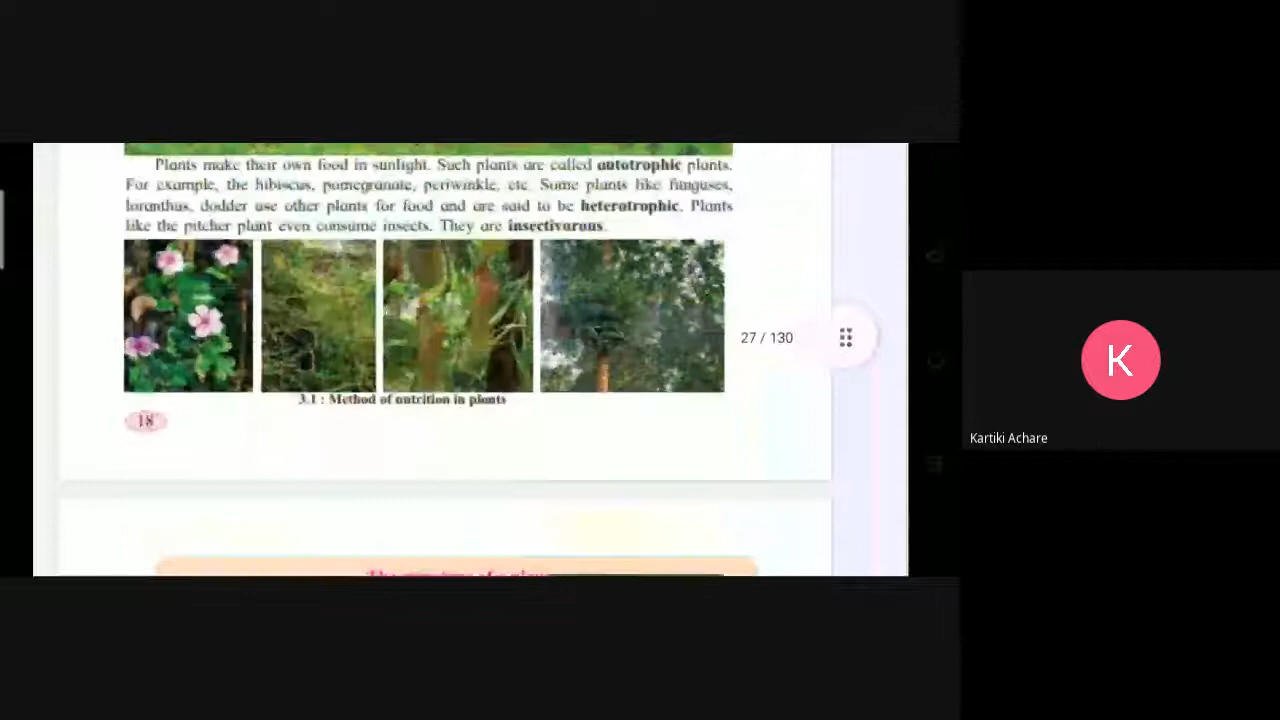 Plants make their own food in sunlight. Such plants are called autotrophic plants.
For example, the hibiscus, pomegranate, periwinkle, etc. Some plants like funguses,
loranthus, dodder use other plants for food and are said to be heterotrophic. Plants
like the pitcher plant even consume insects. They are insectivorous.
27 / 130
3.1 : Method of nutrition in plants
18
K
Kartiki Achare